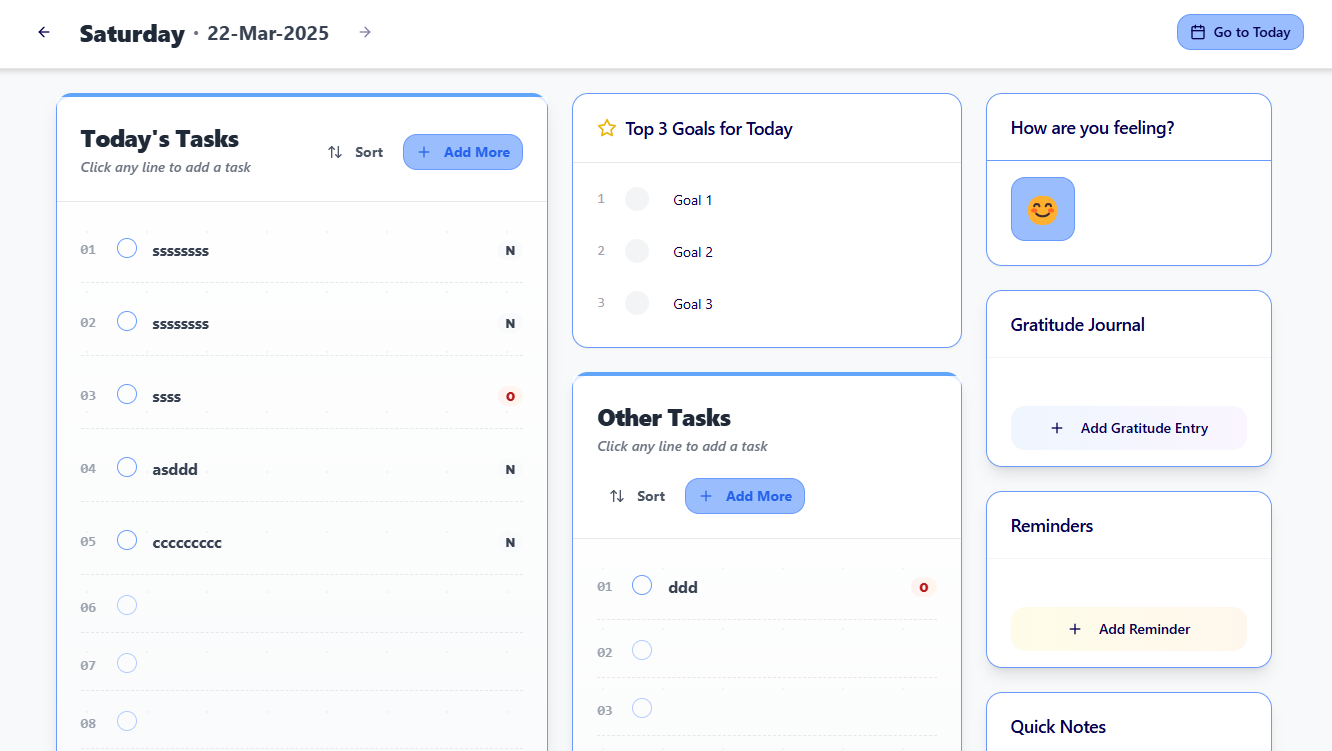 Saturday · 22-Mar-2025
Go to Today
Today's Tasks
Click any line to add a task
Sort
Add More
01 ssssssss N
02 ssssssss N
03 ssss O
04 asddd N
05 ccccccccc N
06
07
08
Top 3 Goals for Today
1 Goal 1
2 Goal 2
3 Goal 3
Other Tasks
Click any line to add a task
Sort
Add More
01 ddd O
02
03
How are you feeling?
Gratitude Journal
Add Gratitude Entry
Reminders
Add Reminder
Quick Notes